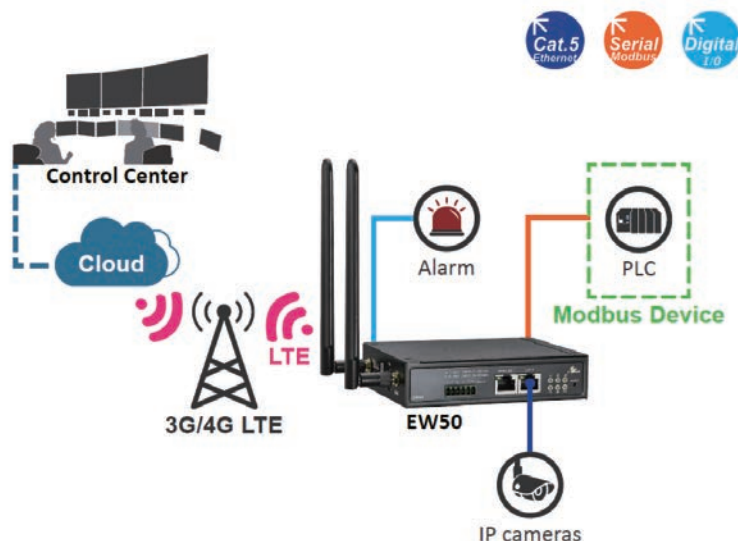 Cat.5
Ethernet
Serial
Modbus
Digital
I/O
Control Center
Cloud
Alarm
PLC
Modbus Device
LTE
3G/4G LTE
EW50
IP cameras